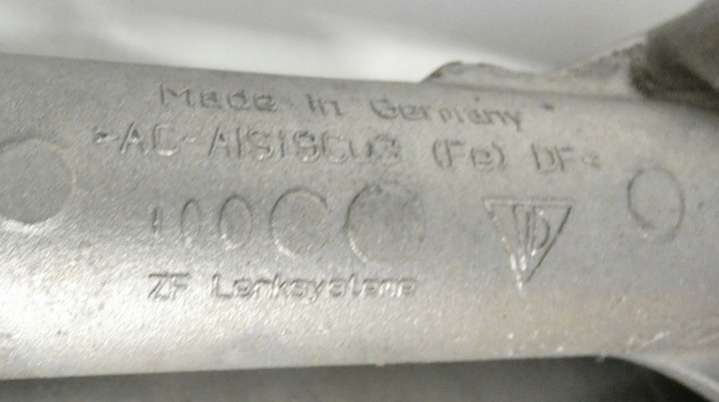 Made in Germany
>AC-AlSi9Cu3 (Fe) DF<
ZF Lenksysteme